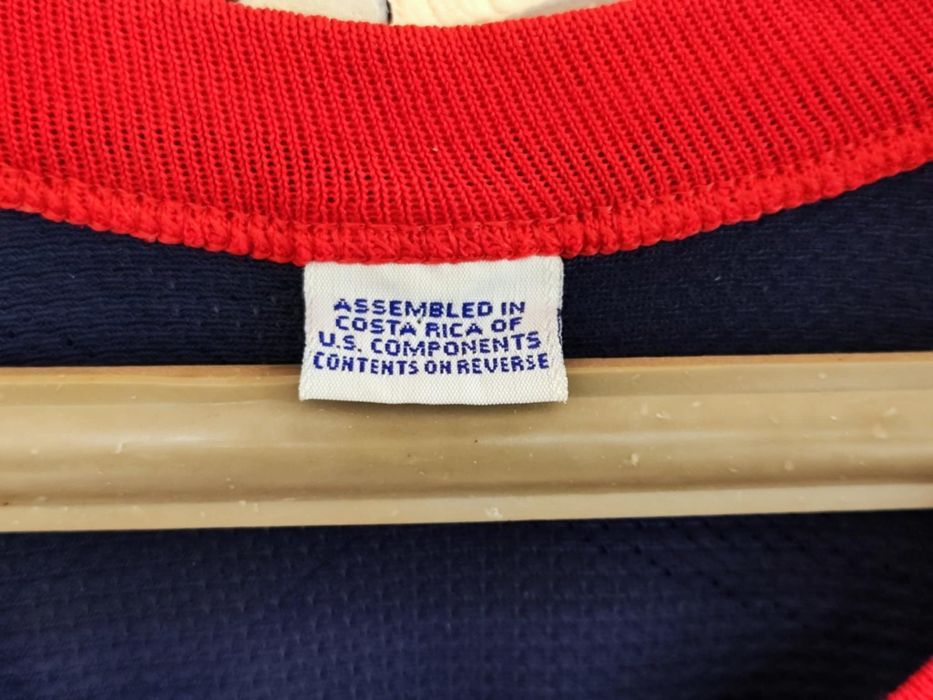 ASSEMBLED IN
COSTA RICA OF
U.S. COMPONENTS
CONTENTS ON REVERSE